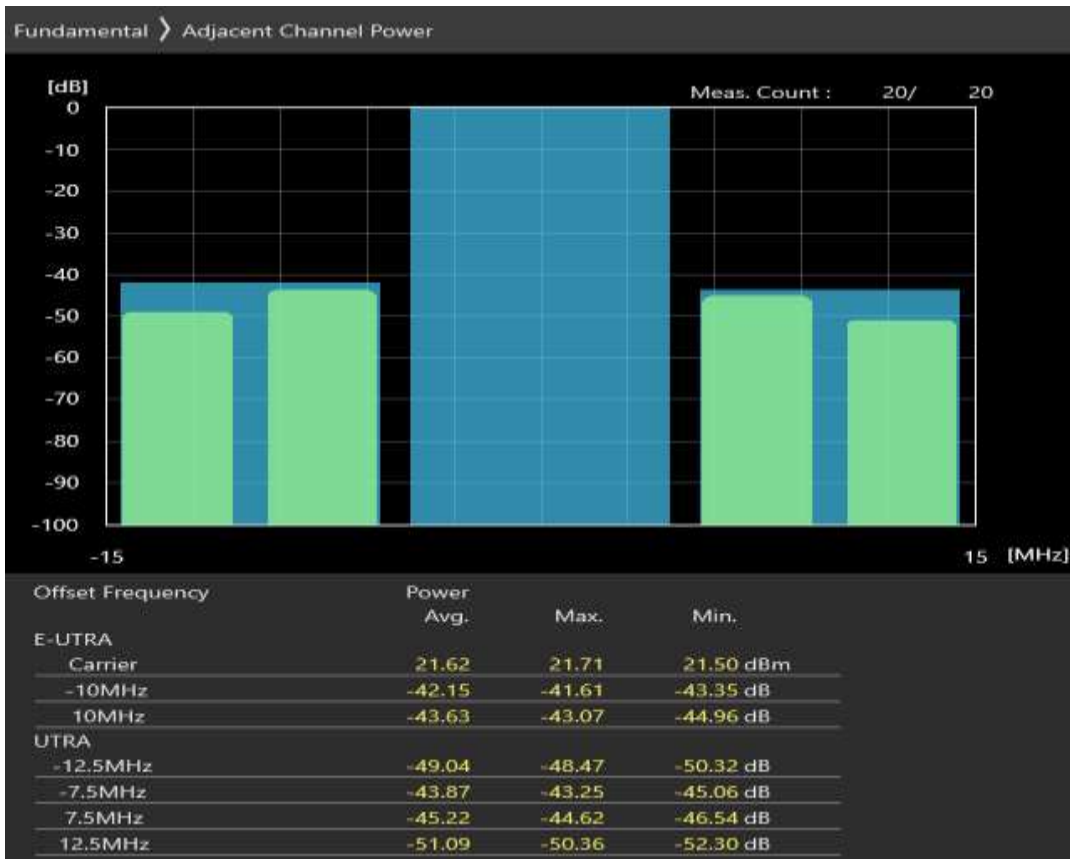 Fundamental 〉 Adjacent Channel Power
[dB]
Meas. Count : 20/ 20
0
-10
-20
-30
-40
-50
-60
-70
-80
-90
-100
-15 15 [MHz]
Offset Frequency Power
Avg. Max. Min.
E-UTRA
Carrier 21.62 21.71 21.50 dBm
-10MHz -42.15 -41.61 -43.35 dB
10MHz -43.63 -43.07 -44.96 dB
UTRA
-12.5MHz -49.04 -48.47 -50.32 dB
-7.5MHz -43.87 -43.25 -45.06 dB
7.5MHz -45.22 -44.62 -46.54 dB
12.5MHz -51.09 -50.36 -52.30 dB